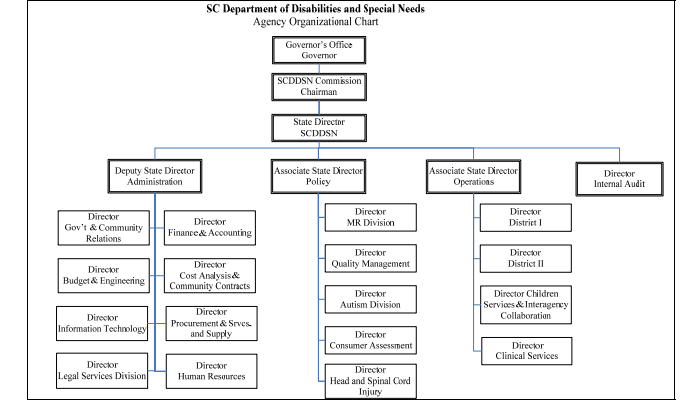 SC Department of Disabilities and Special Needs
Agency Organizational Chart
Governor's Office
Governor
SCDDSN Commission
Chairman
State Director
SCDDSN
Deputy State Director
Administration
Associate State Director
Policy
Associate State Director
Operations
Director
Internal Audit
Director
Gov't & Community
Relations
Director
Finance & Accounting
Director
Budget & Engineering
Director
Cost Analysis &
Community Contracts
Director
Information Technology
Director
Procurement & Srvcs.
and Supply
Director
Legal Services Division
Director
Human Resources
Director
MR Division
Director
Quality Management
Director
Autism Division
Director
Consumer Assessment
Director
Head and Spinal Cord
Injury
Director
District I
Director
District II
Director Children
Services & Interagency
Collaboration
Director
Clinical Services